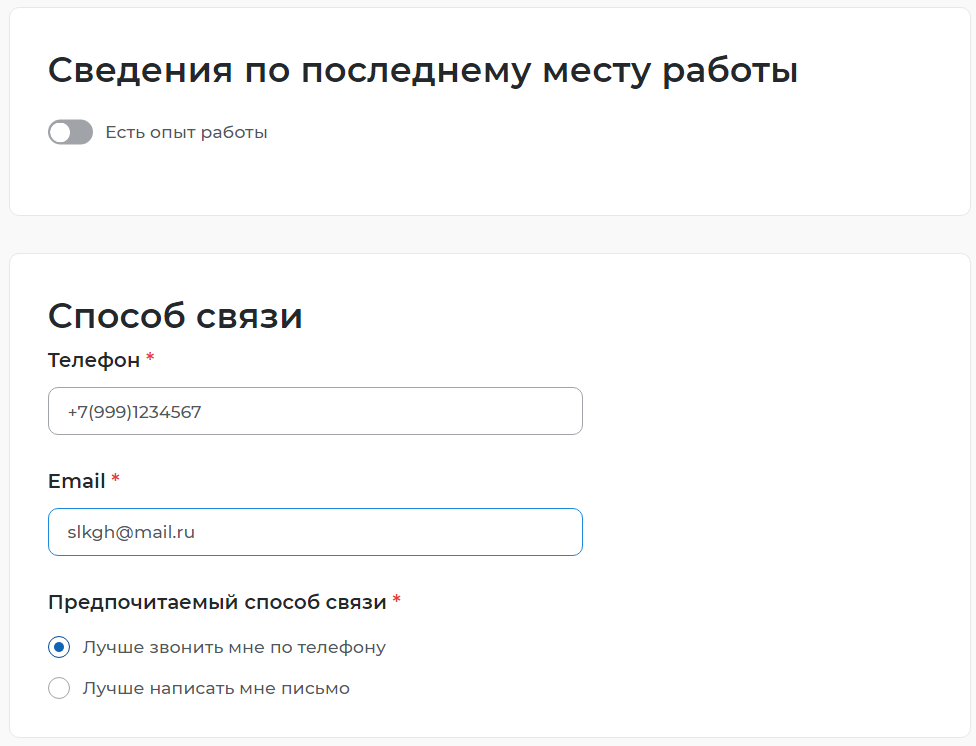 Сведения по последнему месту работы
Есть опыт работы
Способ связи
Телефон *
+7(999)1234567
Email *
slkgh@mail.ru
Предпочитаемый способ связи *
Лучше звонить мне по телефону
Лучше написать мне письмо